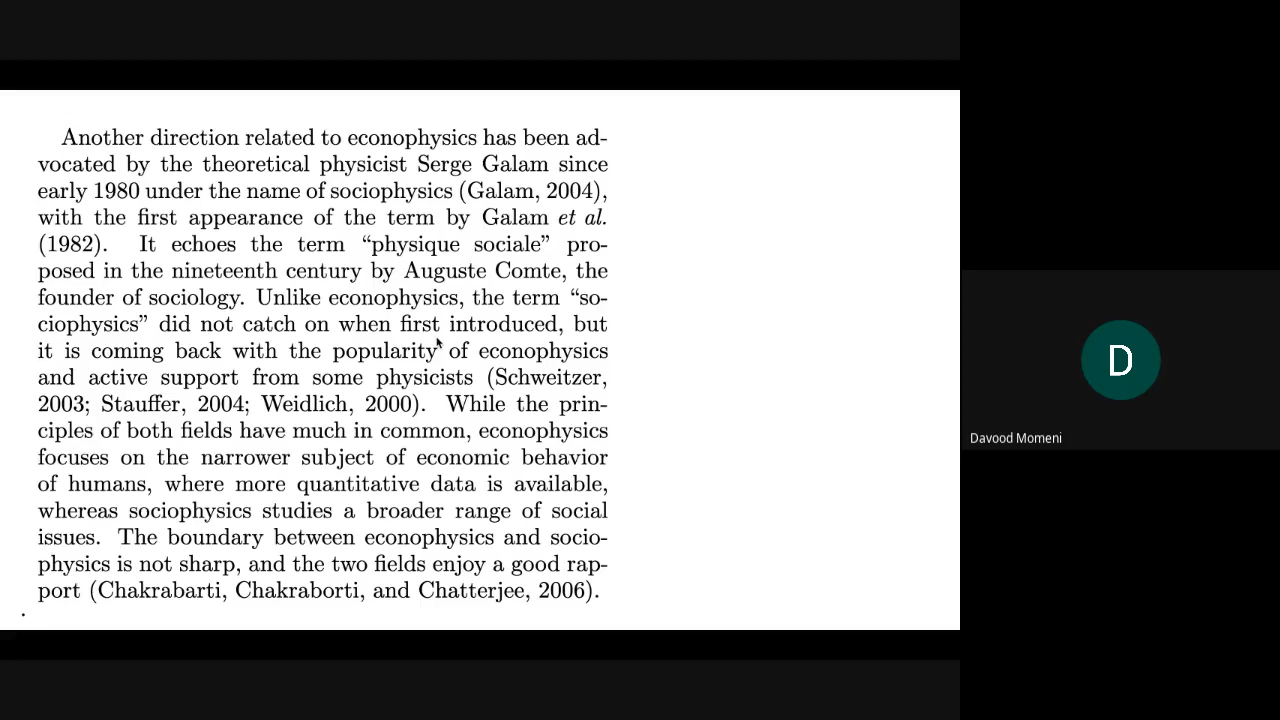 Another direction related to econophysics has been ad-
vocated by the theoretical physicist Serge Galam since
early 1980 under the name of sociophysics (Galam, 2004),
with the first appearance of the term by Galam et al.
(1982). It echoes the term “physique sociale” pro-
posed in the nineteenth century by Auguste Comte, the
founder of sociology. Unlike econophysics, the term “so-
ciophysics” did not catch on when first introduced, but
it is coming back with the popularity of econophysics
and active support from some physicists (Schweitzer,
2003; Stauffer, 2004; Weidlich, 2000). While the prin-
ciples of both fields have much in common, econophysics
focuses on the narrower subject of economic behavior
of humans, where more quantitative data is available,
whereas sociophysics studies a broader range of social
issues. The boundary between econophysics and socio-
physics is not sharp, and the two fields enjoy a good rap-
port (Chakrabarti, Chakraborti, and Chatterjee, 2006).
.
D
Davood Momeni